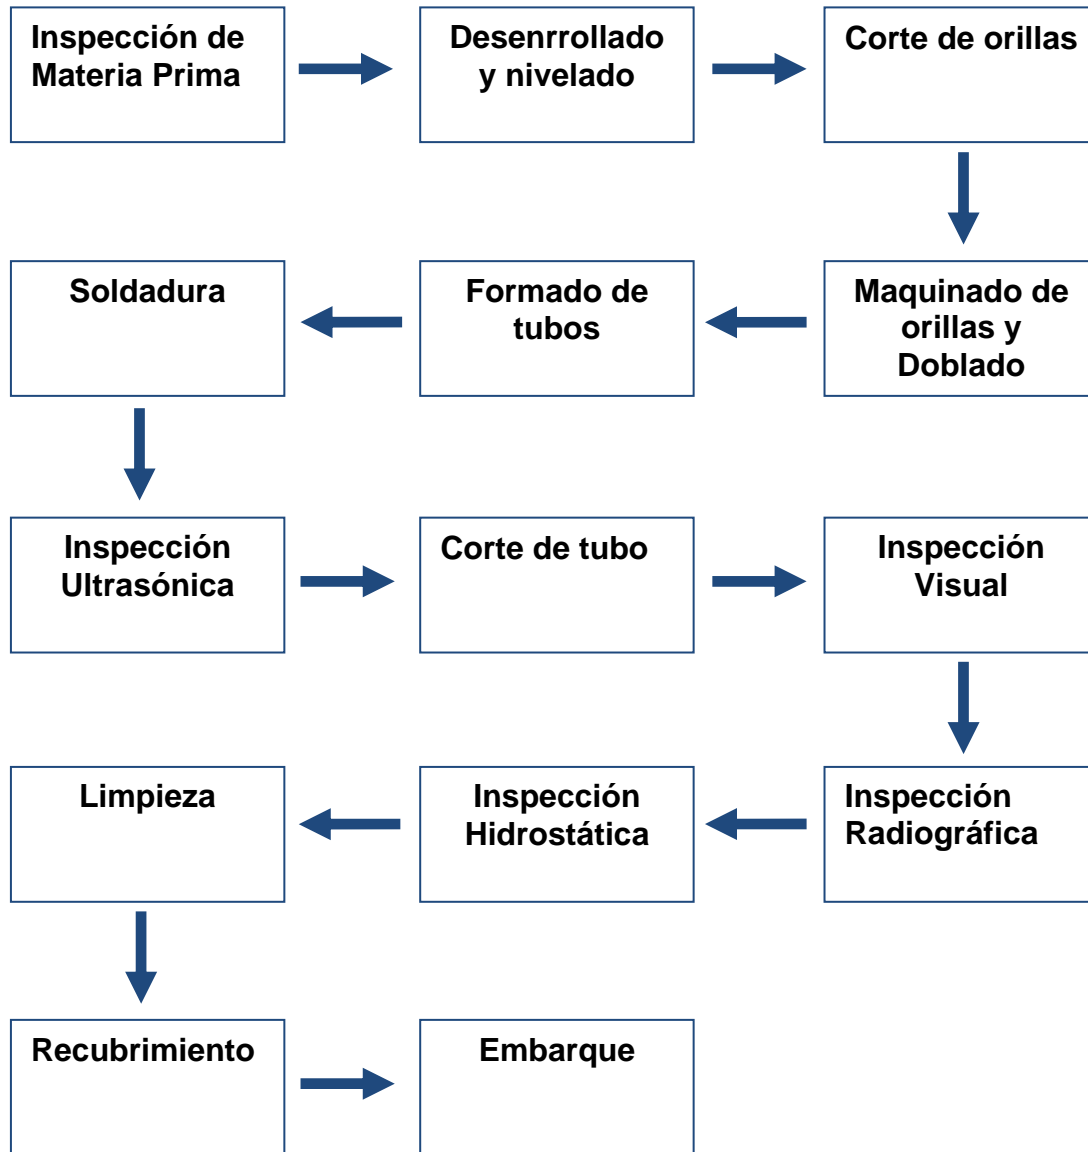 Inspección de
Materia Prima
Desenrrollado
y nivelado
Corte de orillas
Maquinado de
orillas y
Doblado
Formado de
tubos
Soldadura
Inspección
Ultrasónica
Corte de tubo
Inspección
Visual
Inspección
Radiográfica
Inspección
Hidrostática
Limpieza
Recubrimiento
Embarque